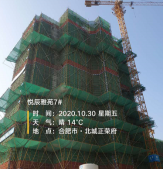 悦辰雅苑7#
时　间：2020.10.30 星期五
天　气：晴 14℃
地　点：合肥市·北城正荣府